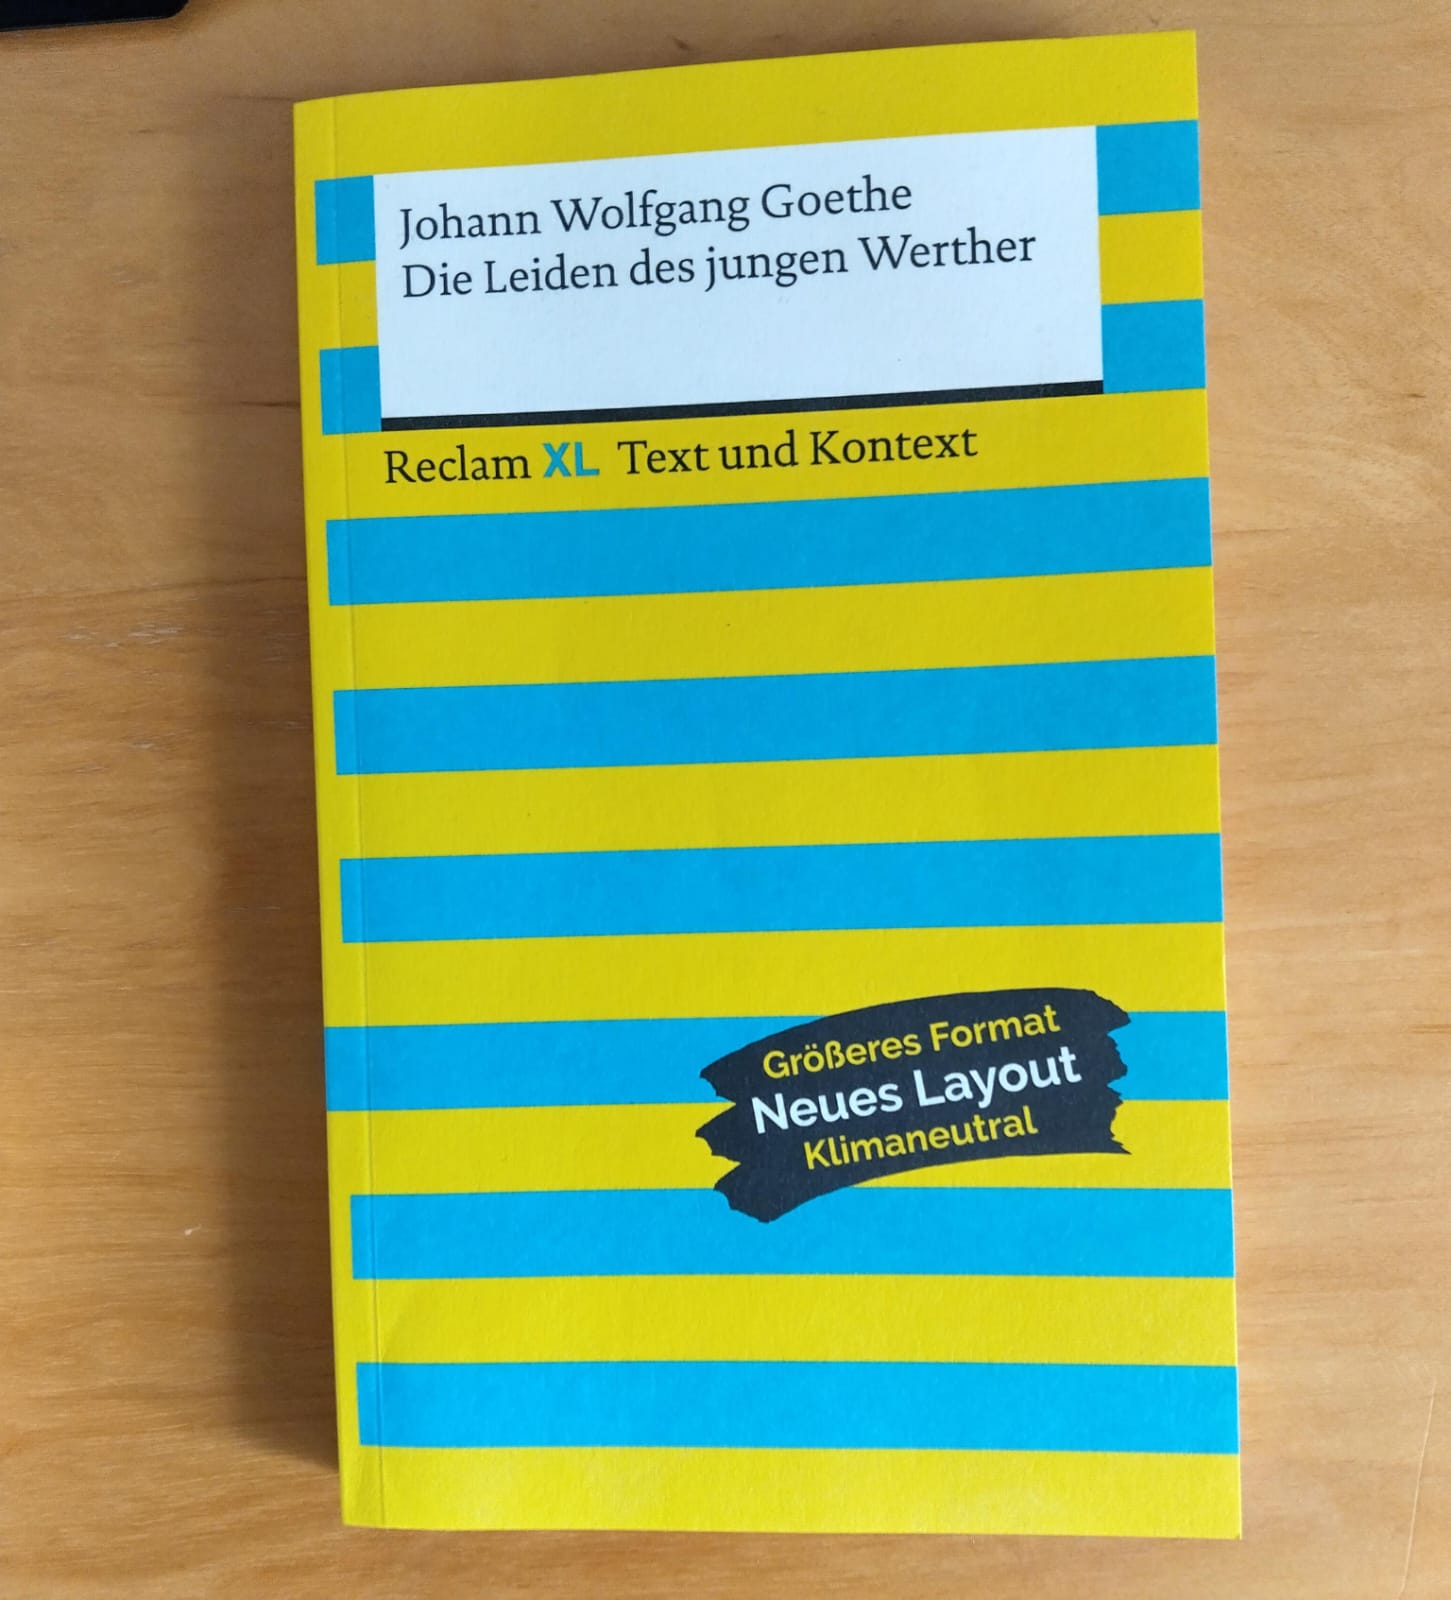 Johann Wolfgang Goethe
Die Leiden des jungen Werther
Reclam XL Text und Kontext
Größeres Format
Neues Layout
Klimaneutral